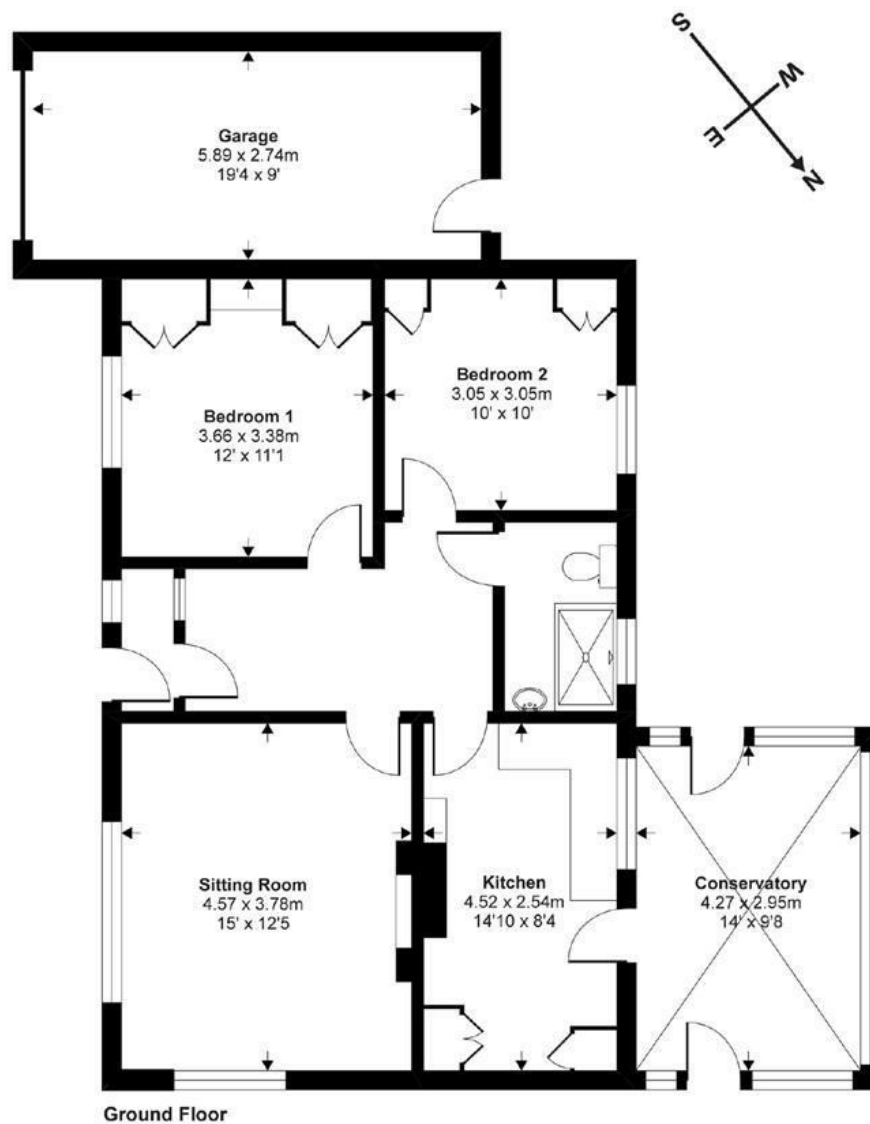 S
W
E
N
Garage
5.89 x 2.74m
19'4 x 9'
Bedroom 1
3.66 x 3.38m
12' x 11'1
Bedroom 2
3.05 x 3.05m
10' x 10'
Sitting Room
4.57 x 3.78m
15' x 12'5
Kitchen
4.52 x 2.54m
14'10 x 8'4
Conservatory
4.27 x 2.95m
14' x 9'8
Ground Floor